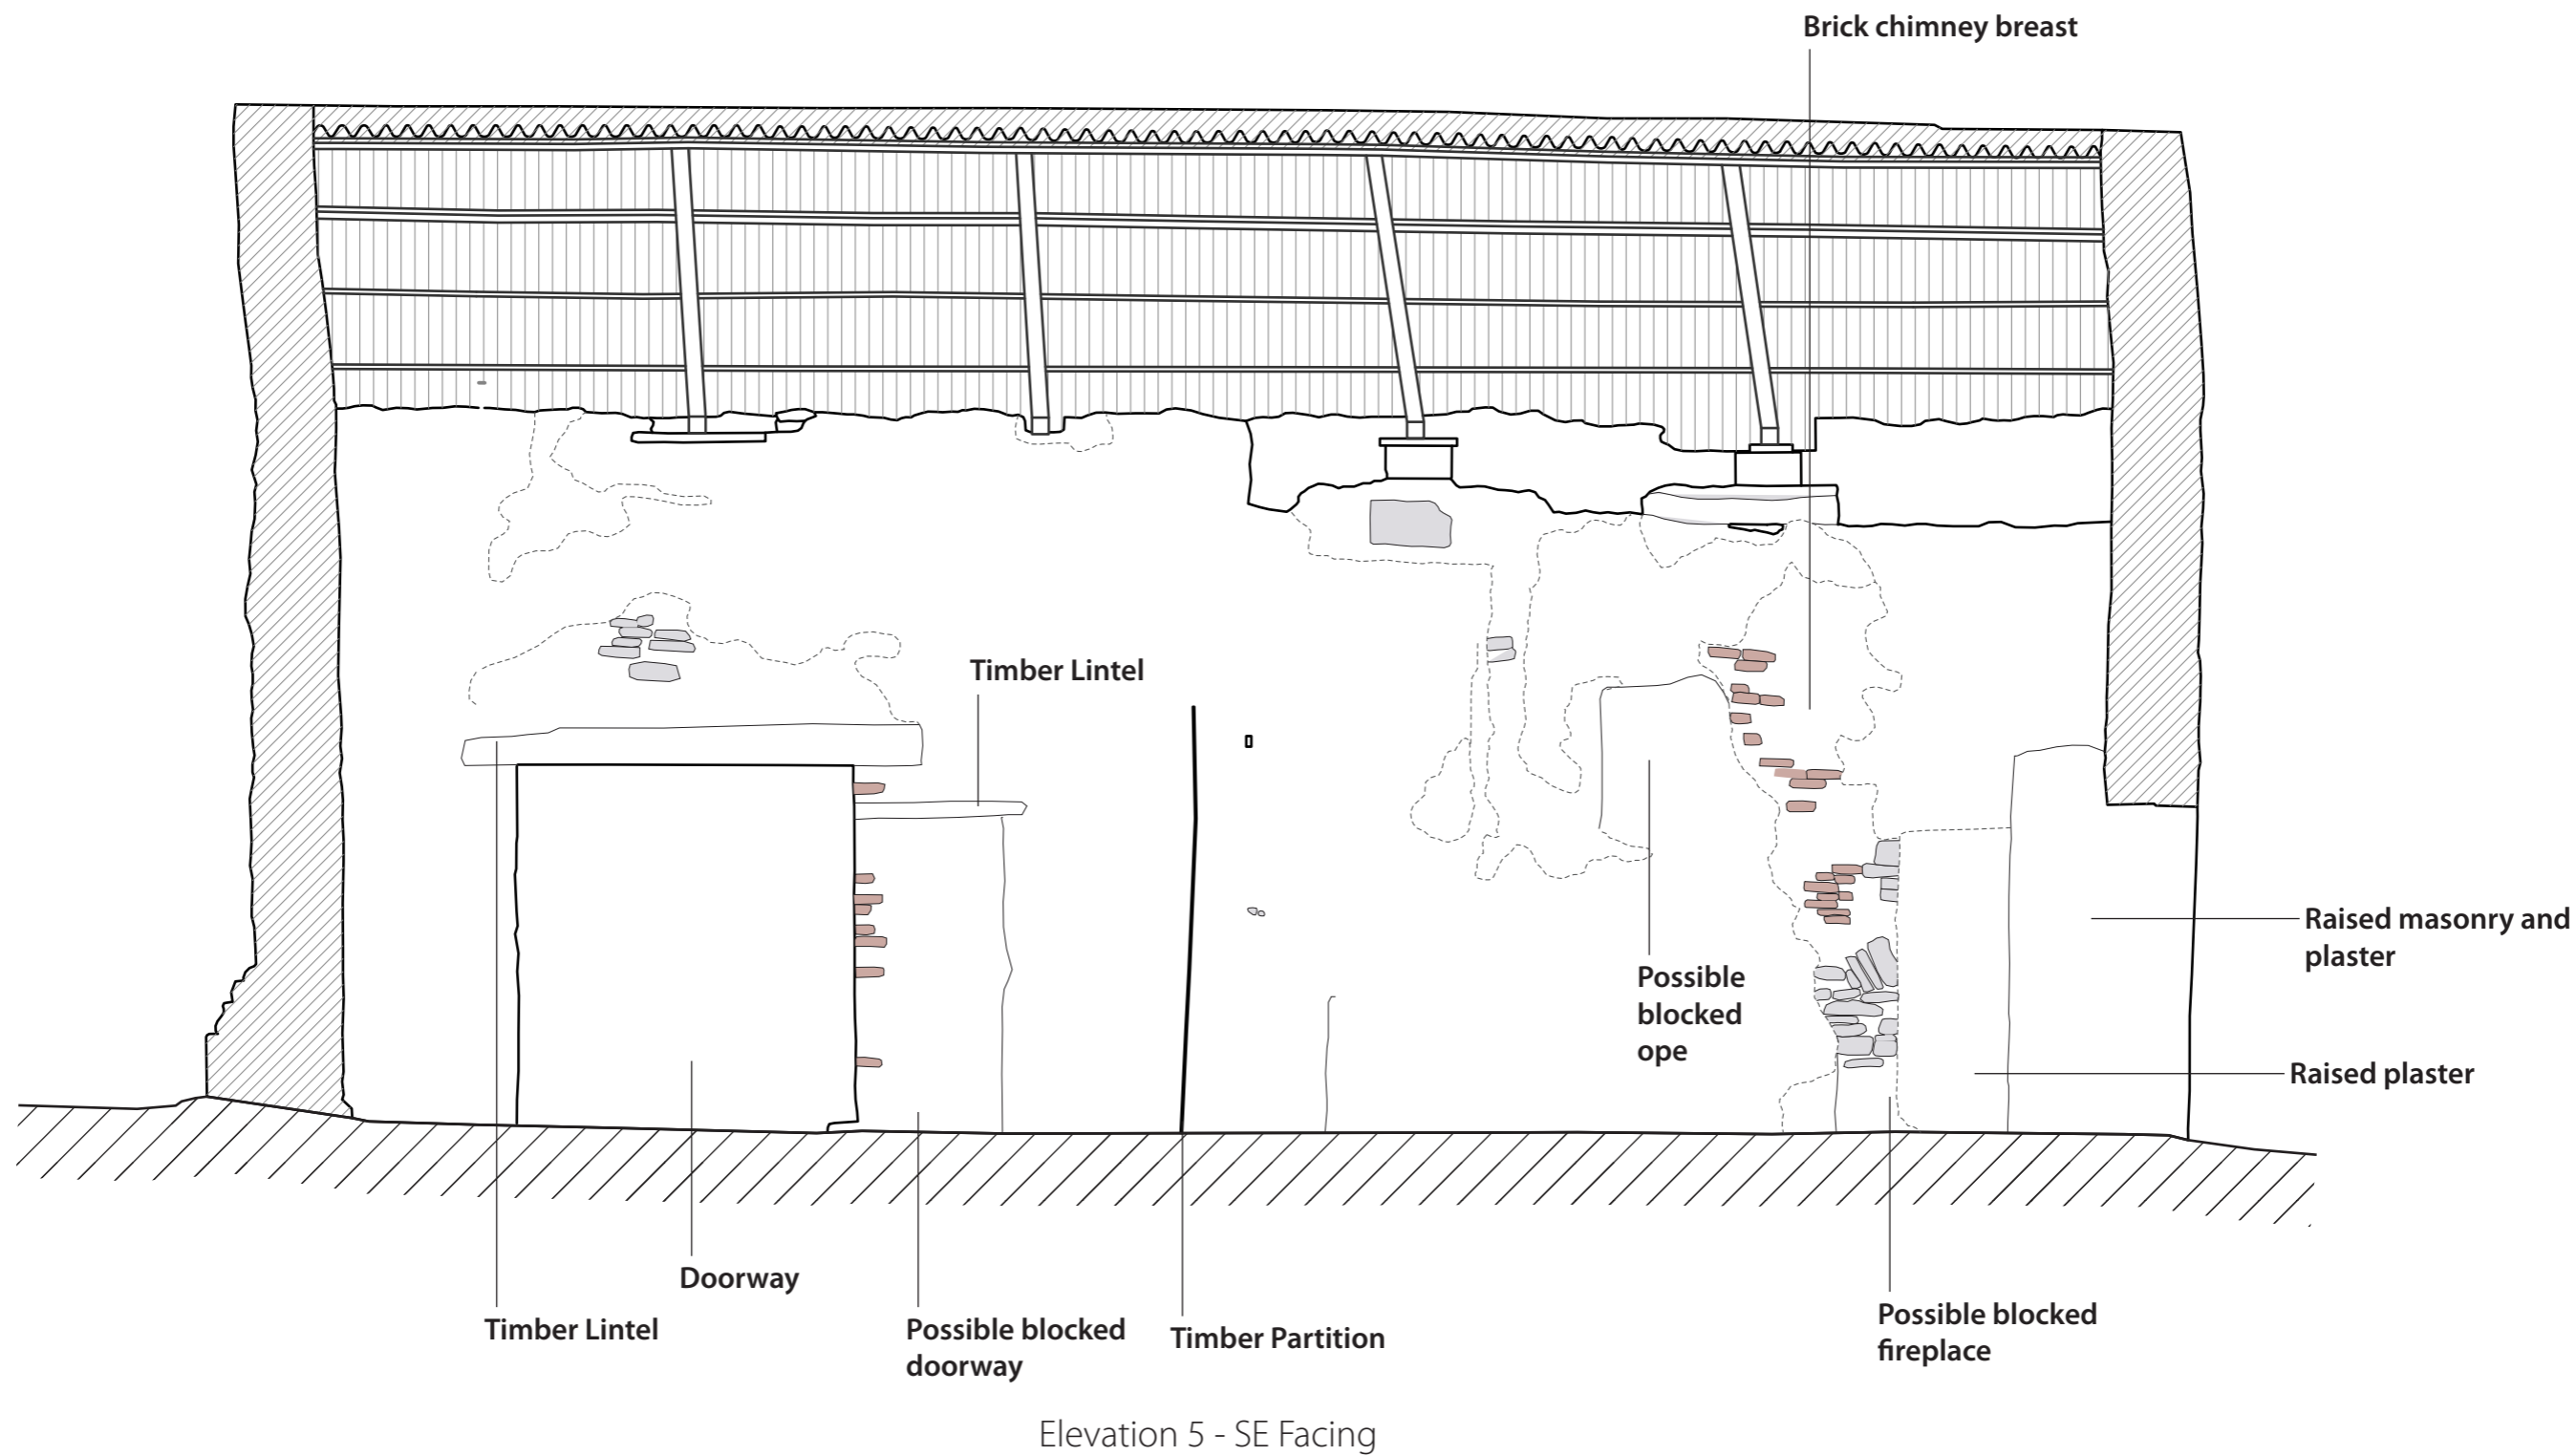 Brick chimney breast
Timber Lintel
Possible
blocked
ope
Raised masonry and
plaster
Raised plaster
Doorway
Timber Lintel
Possible blocked
doorway
Timber Partition
Possible blocked
fireplace
Elevation 5 - SE Facing